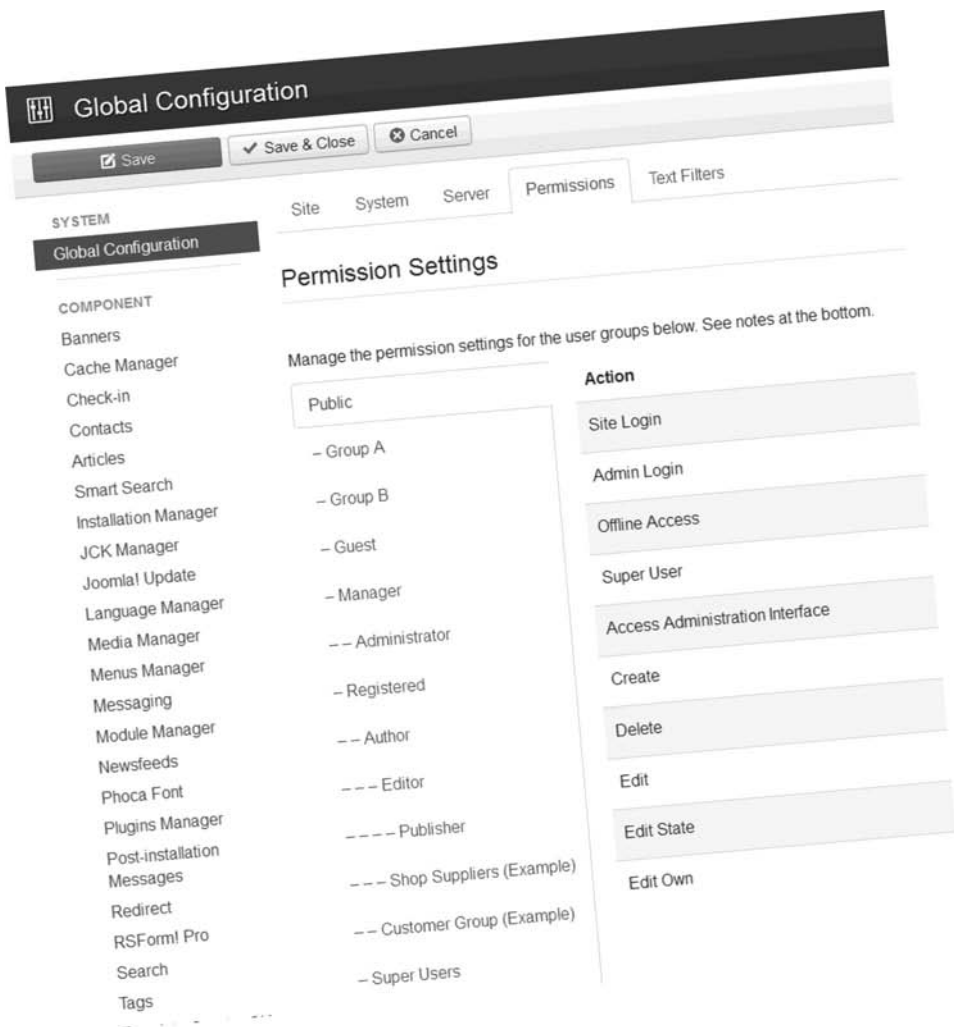 Global Configuration
Save
Save & Close
Cancel
SYSTEM
Global Configuration
COMPONENT
Banners
Cache Manager
Check-in
Contacts
Articles
Smart Search
Installation Manager
JCK Manager
Joomla! Update
Language Manager
Media Manager
Menus Manager
Messaging
Module Manager
Newsfeeds
Phoca Font
Plugins Manager
Post-installation
Messages
Redirect
RSForm! Pro
Search
Tags
Site System Server Permissions Text Filters
Permission Settings
Manage the permission settings for the user groups below. See notes at the bottom.
Public
– Group A
– Group B
– Guest
– Manager
– – Administrator
– Registered
– – Author
– – – Editor
– – – – Publisher
– – – Shop Suppliers (Example)
– – Customer Group (Example)
– Super Users
Action
Site Login
Admin Login
Offline Access
Super User
Access Administration Interface
Create
Delete
Edit
Edit State
Edit Own